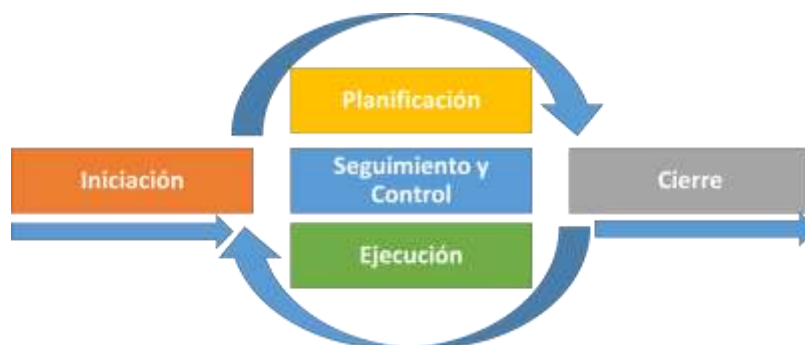 Planificación
Iniciación
Seguimiento y
Control
Cierre
Ejecución